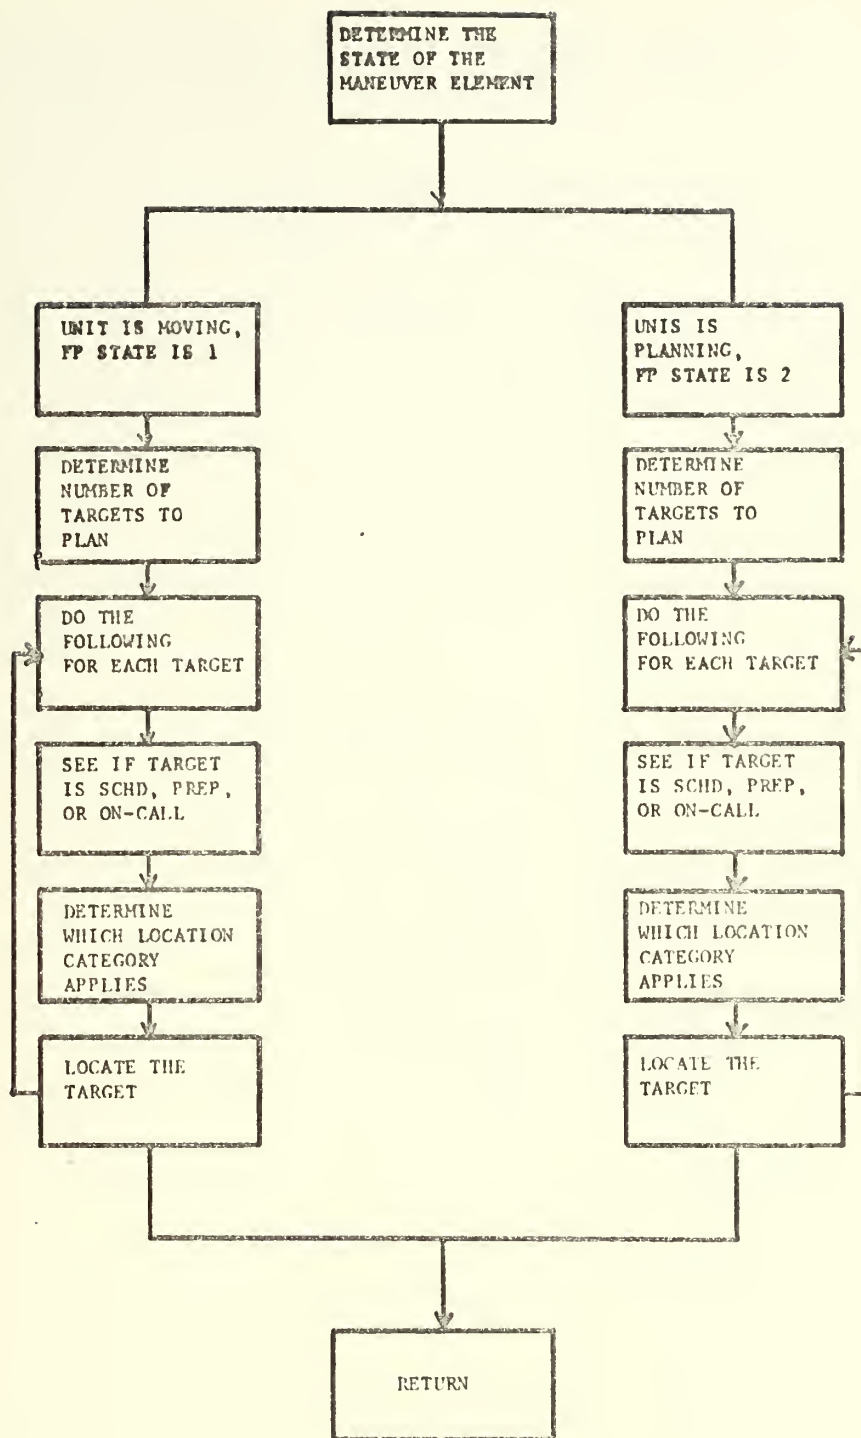 DETERMINE THE
STATE OF THE
MANEUVER ELEMENT
UNIT IS MOVING,
FP STATE IS 1
DETERMINE
NUMBER OF
TARGETS TO
PLAN
DO THE
FOLLOWING
FOR EACH TARGET
SEE IF TARGET
IS SCHD, PREP,
OR ON-CALL
DETERMINE
WHICH LOCATION
CATEGORY
APPLIES
LOCATE THE
TARGET
UNIS IS
PLANNING,
FP STATE IS 2
DETERMINE
NUMBER OF
TARGETS TO
PLAN
DO THE
FOLLOWING
FOR EACH TARGET
SEE IF TARGET
IS SCHD, PREP,
OR ON-CALL
DETERMINE
WHICH LOCATION
CATEGORY
APPLIES
LOCATE THE
TARGET
RETURN